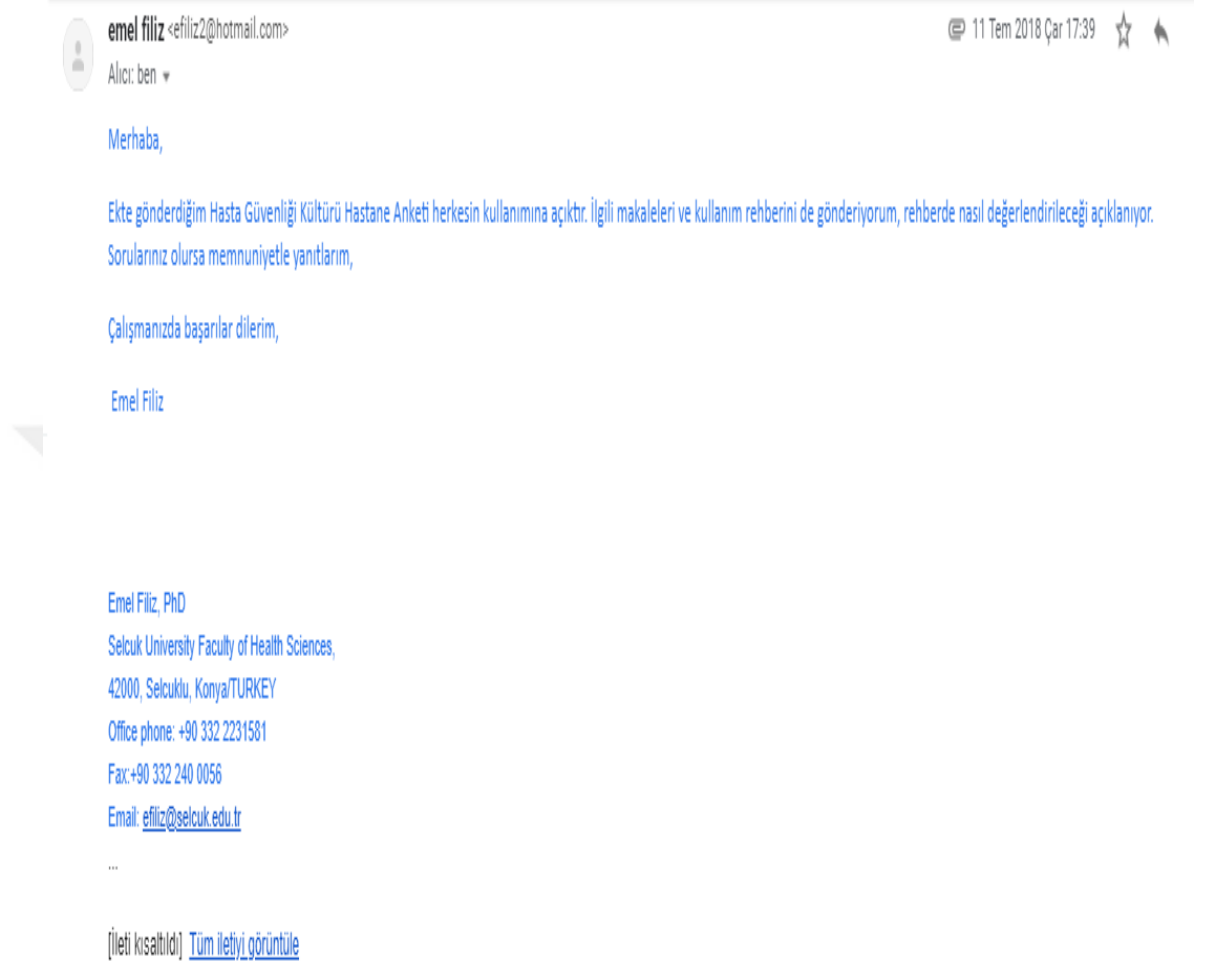 emel filiz <efiliz2@hotmail.com>
11 Tem 2018 Çar 17:39
Alıcı: ben
Merhaba,
Ekte gönderdiğim Hasta Güvenliği Kültürü Hastane Anketi herkesin kullanımına açıktır. İlgili makaleleri ve kullanım rehberini de gönderiyorum, rehberde nasıl değerlendirileceği açıklanıyor.
Sorularınız olursa memnuniyetle yanıtlarım,
Çalışmanızda başarılar dilerim,
Emel Filiz
Emel Filiz, PhD
Selcuk University Faculty of Health Sciences,
42000, Selcuklu, Konya/TURKEY
Office phone: +90 332 2231581
Fax:+90 332 240 0056
Email: efiliz@selcuk.edu.tr
...
[İleti kısaltıldı] Tüm iletiyi görüntüle